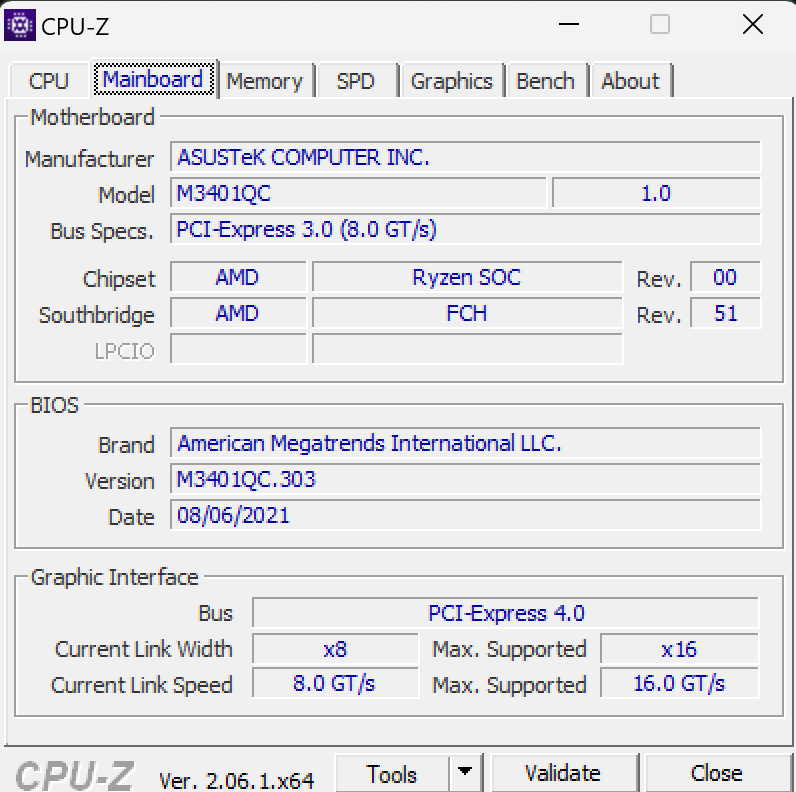 CPU-Z
CPU Mainboard Memory SPD Graphics Bench About
Motherboard
Manufacturer ASUSTeK COMPUTER INC.
Model M3401QC 1.0
Bus Specs. PCI-Express 3.0 (8.0 GT/s)
Chipset AMD Ryzen SOC Rev. 00
Southbridge AMD FCH Rev. 51
LPCIO
BIOS
Brand American Megatrends International LLC.
Version M3401QC.303
Date 08/06/2021
Graphic Interface
Bus PCI-Express 4.0
Current Link Width x8 Max. Supported x16
Current Link Speed 8.0 GT/s Max. Supported 16.0 GT/s
CPU-Z Ver. 2.06.1.x64 Tools Validate Close